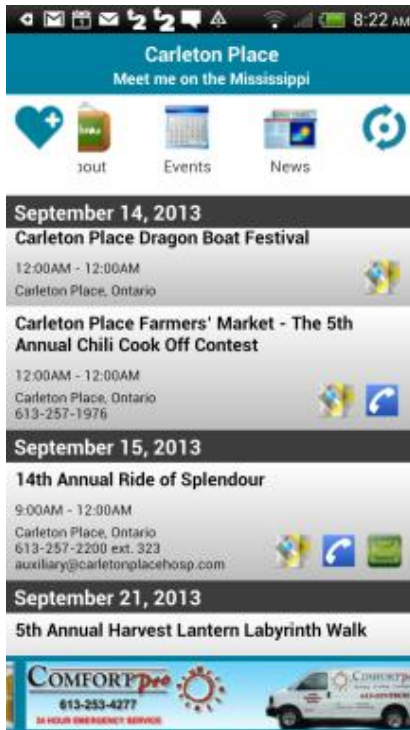 8:22 AM
Carleton Place
Meet me on the Mississippi
bout
Events
News
September 14, 2013
Carleton Place Dragon Boat Festival
12:00AM - 12:00AM
Carleton Place, Ontario
Carleton Place Farmers' Market - The 5th
Annual Chili Cook Off Contest
12:00AM - 12:00AM
Carleton Place, Ontario
613-257-1976
September 15, 2013
14th Annual Ride of Splendour
9:00AM - 12:00AM
Carleton Place, Ontario
613-257-2200 ext. 323
auxiliary@carletonplacehosp.com
September 21, 2013
5th Annual Harvest Lantern Labyrinth Walk
COMFORT pro
613-253-4277
24 HOUR EMERGENCY SERVICE